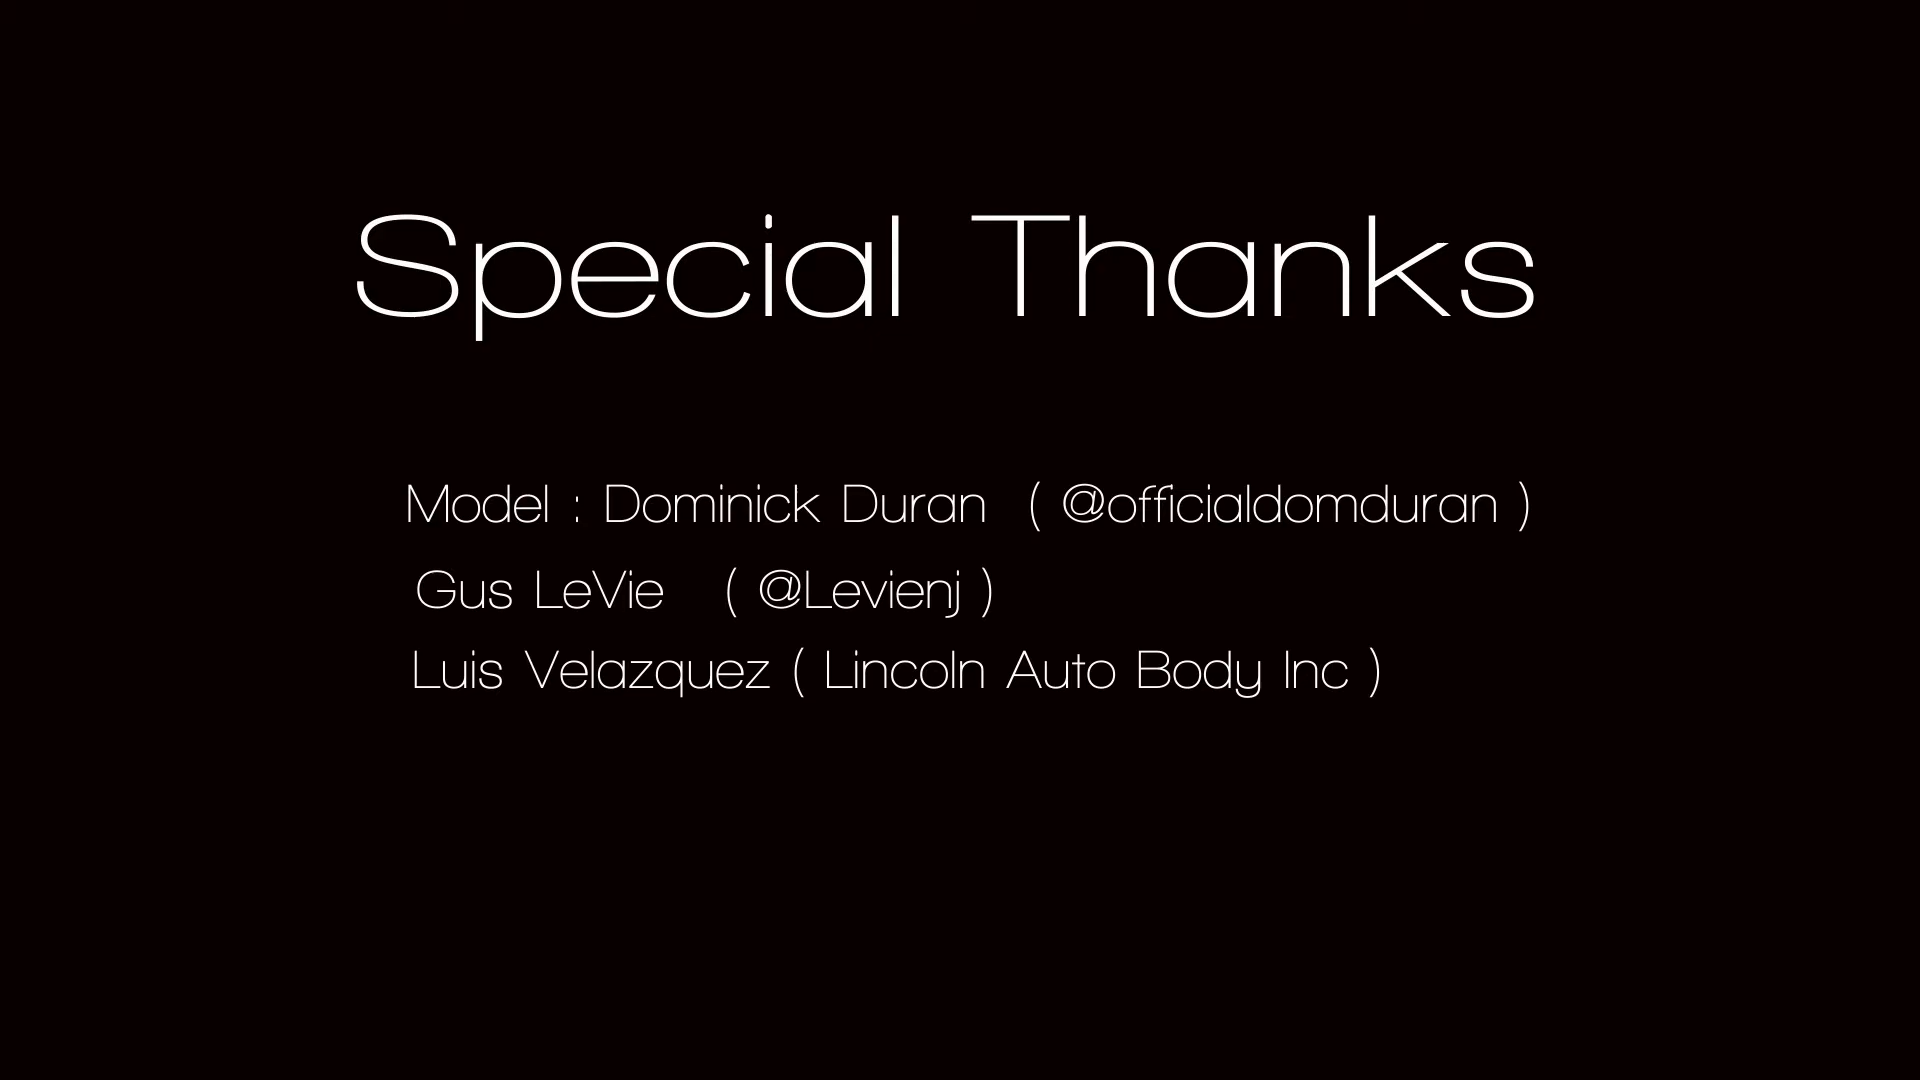 Special Thanks
Model : Dominick Duran ( @officialdomduran )
Gus LeVie ( @Levienj )
Luis Velazquez ( Lincoln Auto Body Inc )